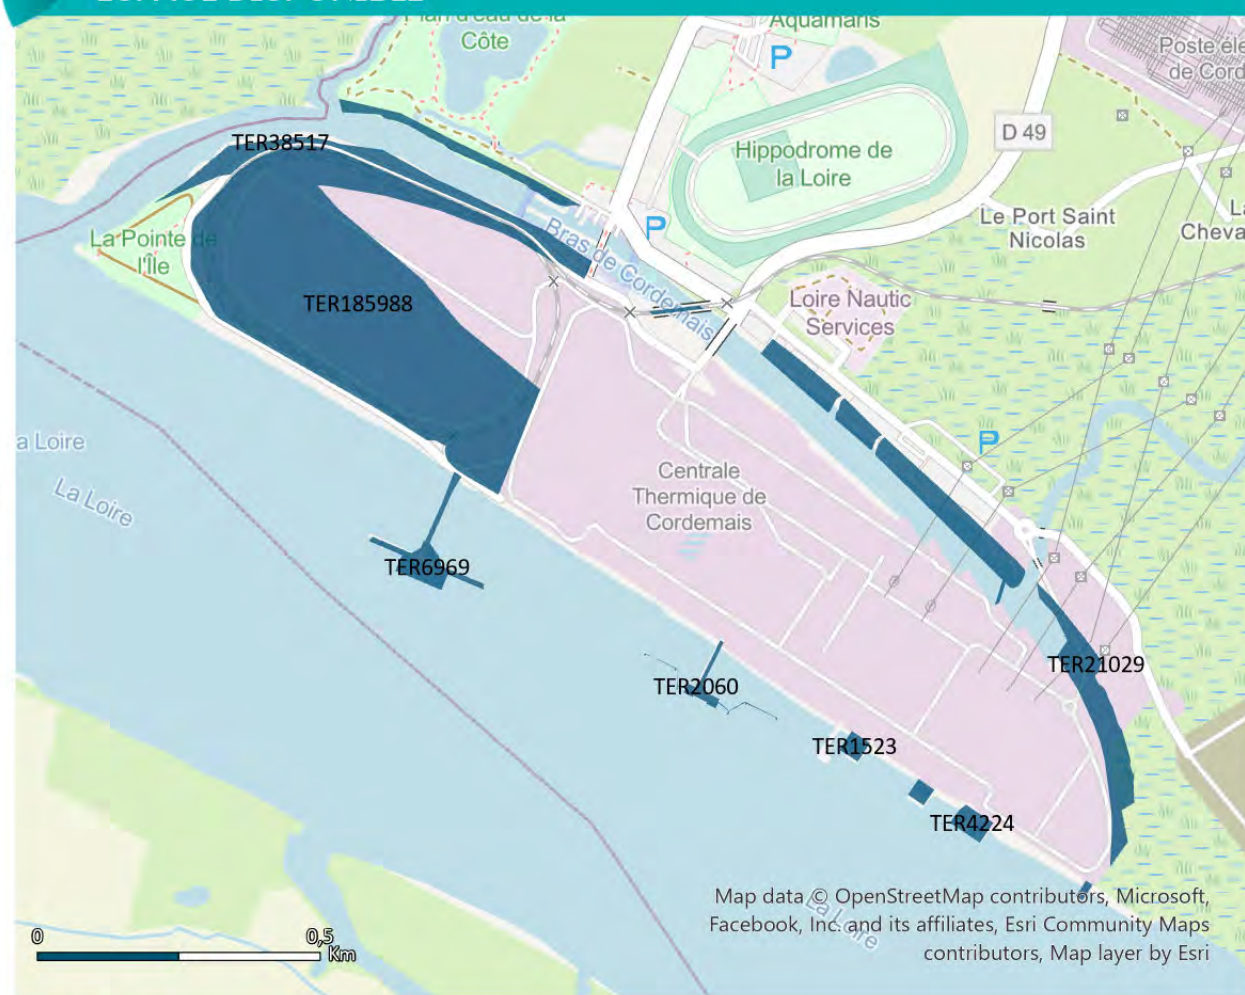 Côte
Aquamaris
P
Poste éle
de Cord
TER38517
D 49
Hippodrome de
la Loire
Le Port Saint
Nicolas
Cheva
P
La Pointe de
l'Île
Bras de Cordemais
TER185988
Loire Nautic
Services
a Loire
La Loire
P
Centrale
Thermique de
Cordemais
TER6969
TER21029
TER2060
TER1523
TER4224
La Loire
Map data © OpenStreetMap contributors, Microsoft,
Facebook, Inc. and its affiliates, Esri Community Maps
contributors, Map layer by Esri
0 0,5
Km